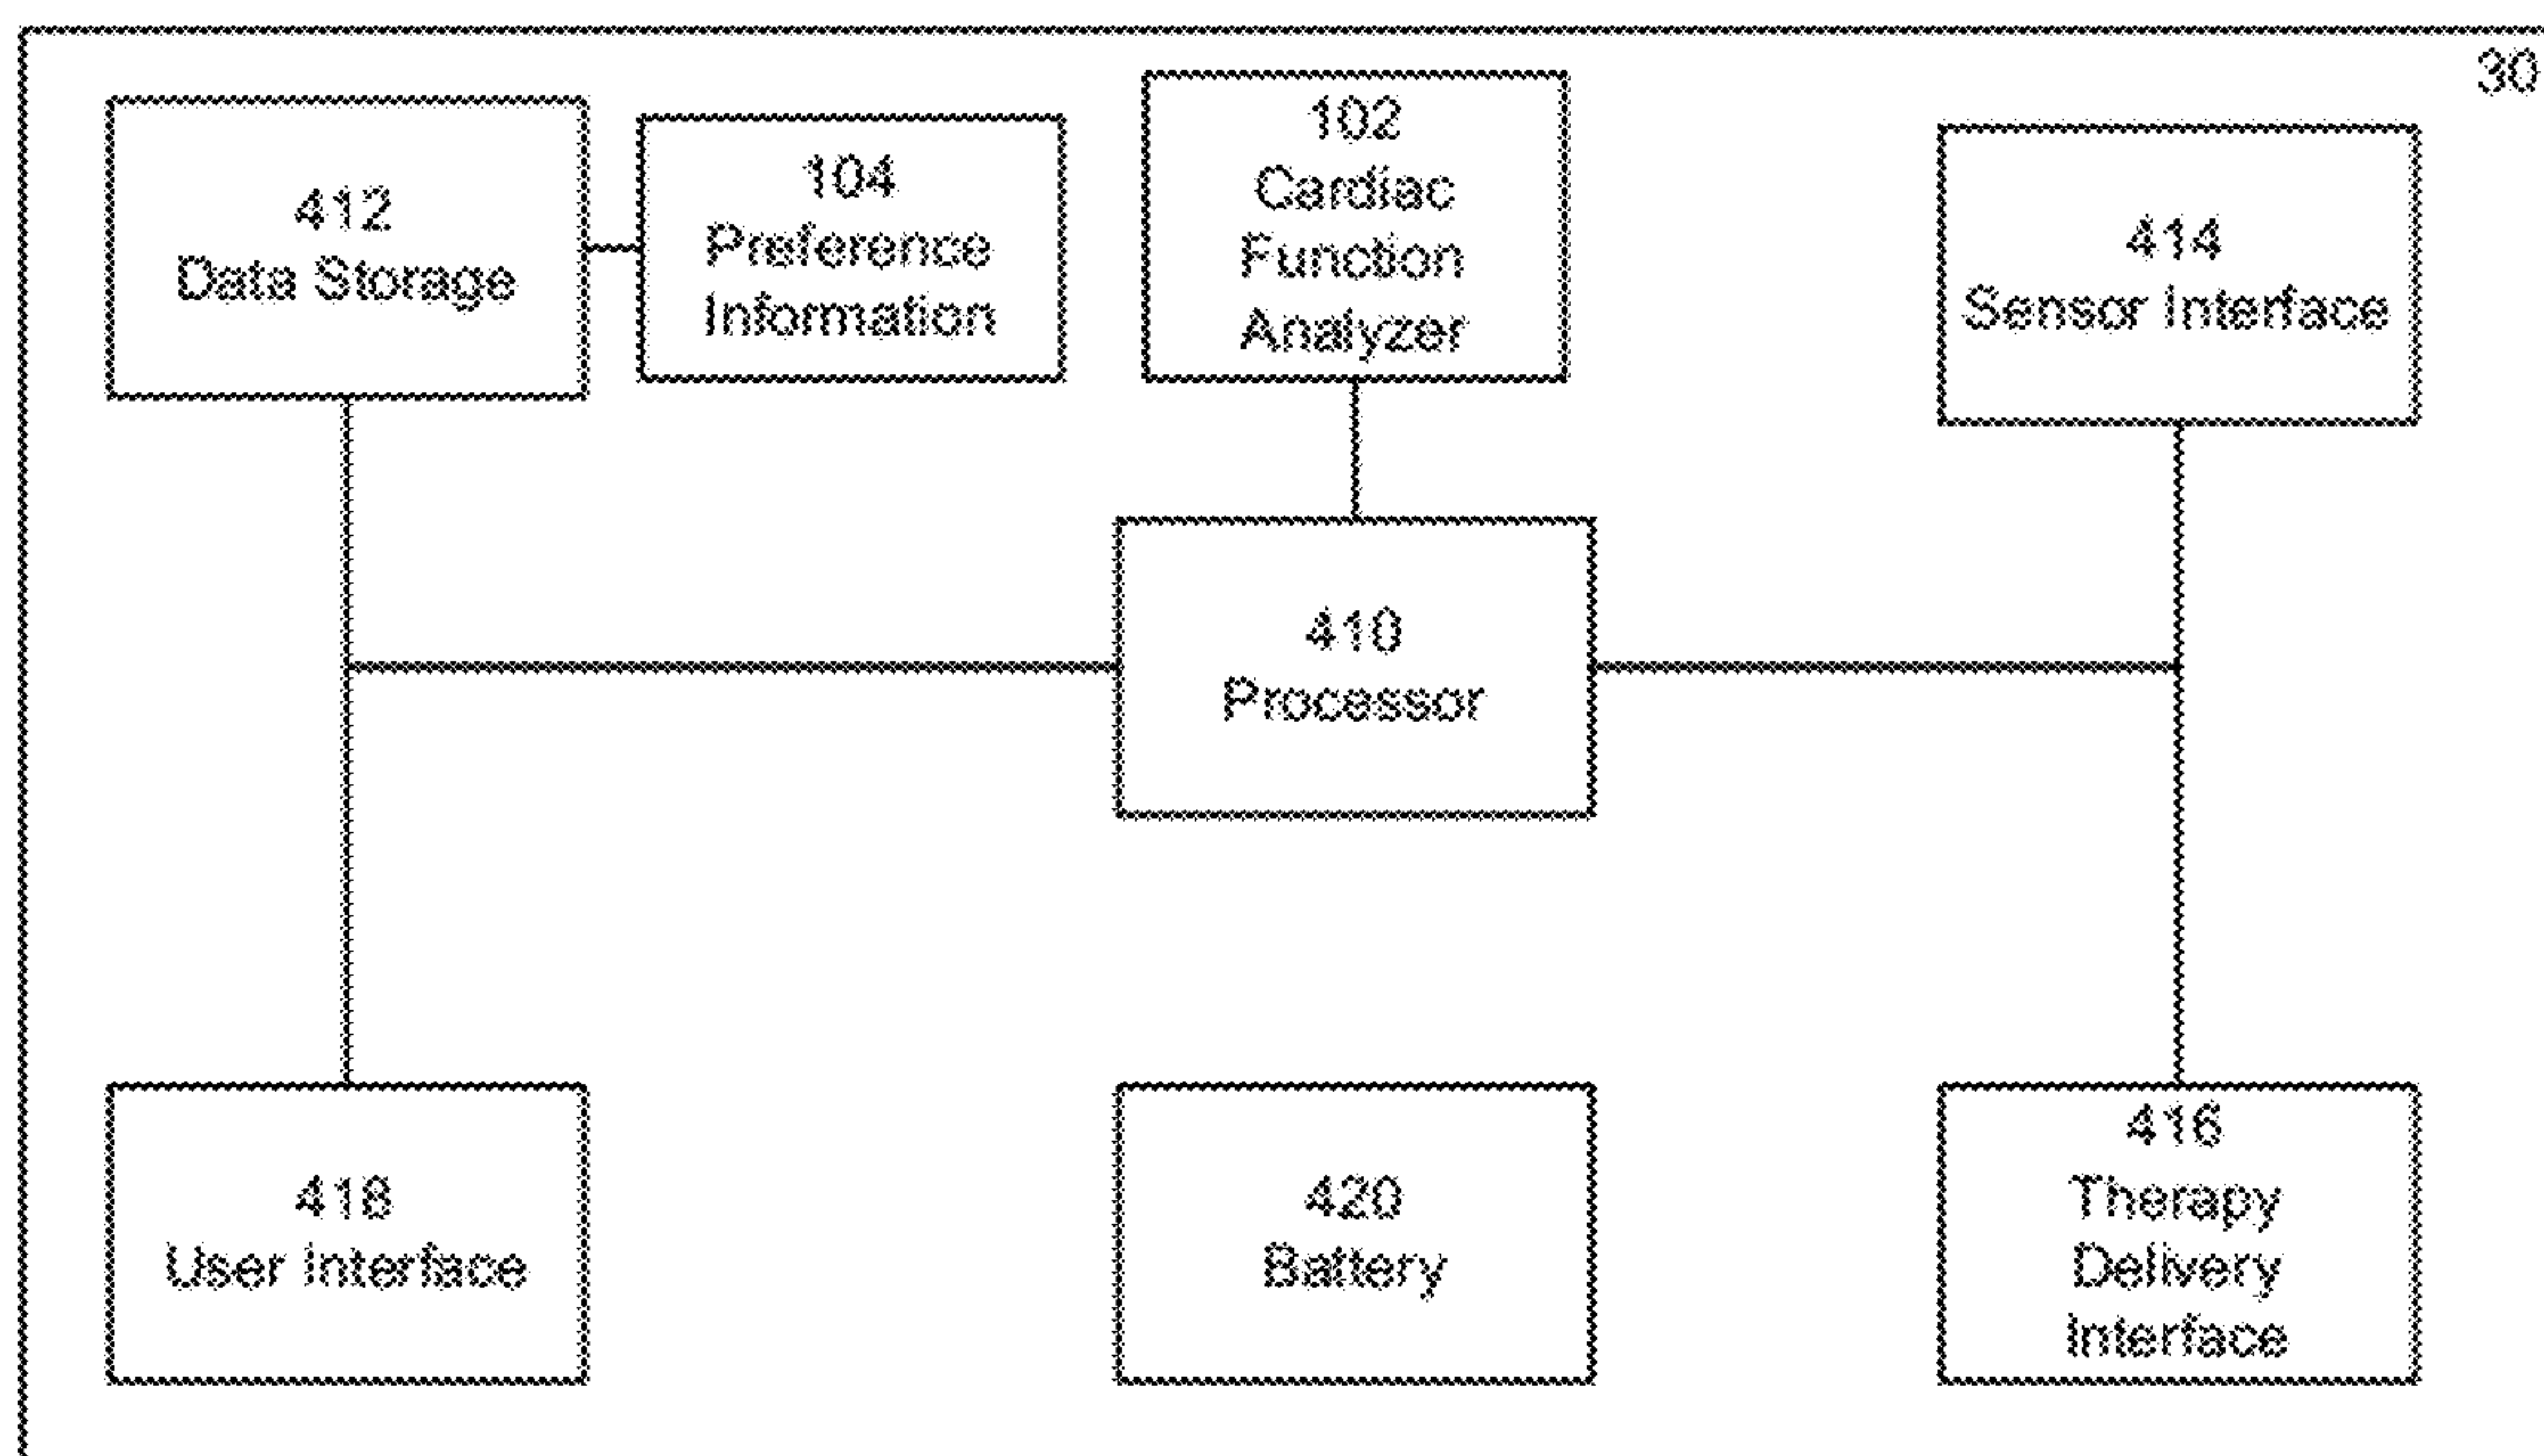 30
412
Data Storage
104
Preference
Information
102
Cardiac
Function
Analyzer
414
Sensor Interface
410
Processor
418
User Interface
420
Battery
416
Therapy
Delivery
Interface